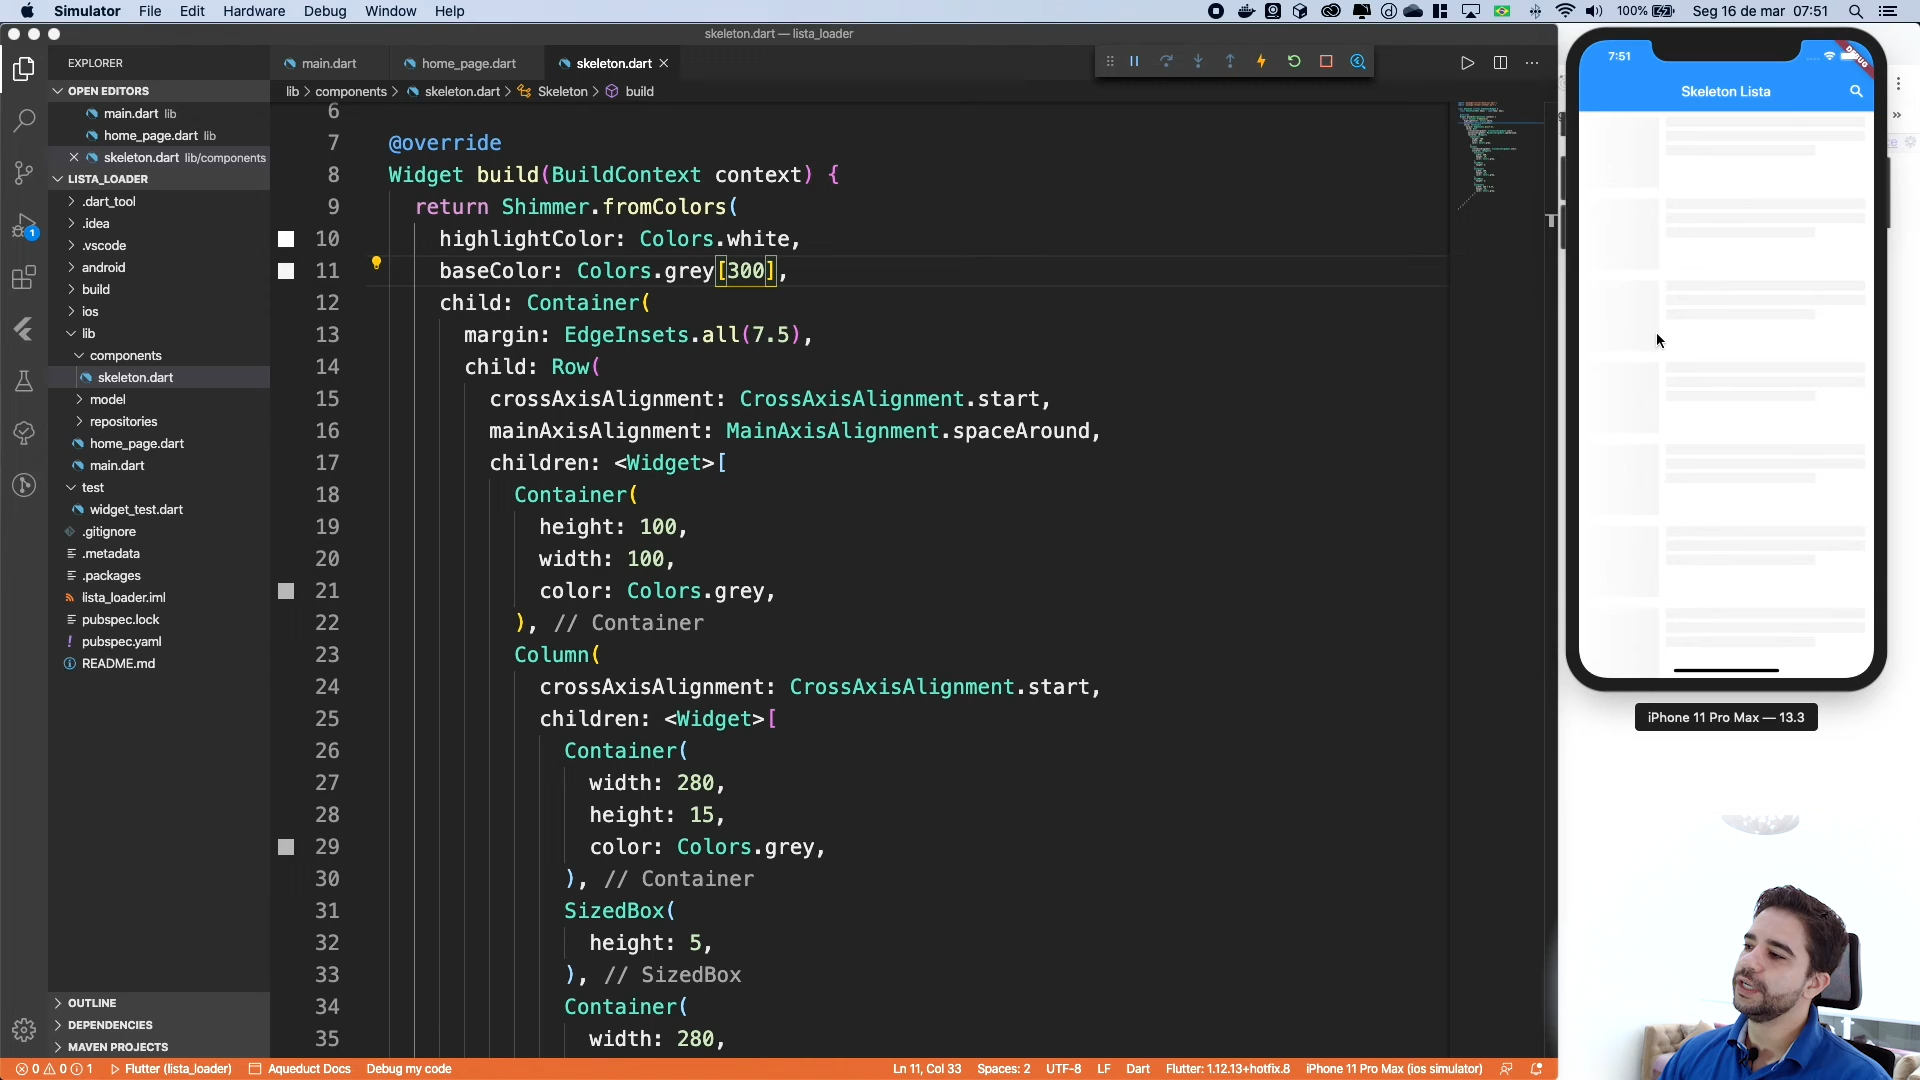 Simulator File Edit Hardware Debug Window Help 100% Seg 16 de mar 07:51
skeleton.dart — lista_loader
EXPLORER
OPEN EDITORS
main.dart lib
home_page.dart lib
skeleton.dart lib/components
LISTA_LOADER
.dart_tool
.idea
.vscode
android
build
ios
lib
components
skeleton.dart
model
repositories
home_page.dart
main.dart
test
widget_test.dart
.gitignore
.metadata
.packages
lista_loader.iml
pubspec.lock
pubspec.yaml
README.md
OUTLINE
DEPENDENCIES
MAVEN PROJECTS
main.dart home_page.dart skeleton.dart
lib > components > skeleton.dart > Skeleton > build
6
7 @override
8 Widget build(BuildContext context) {
9 return Shimmer.fromColors(
10 highlightColor: Colors.white,
11 baseColor: Colors.grey[300],
12 child: Container(
13 margin: EdgeInsets.all(7.5),
14 child: Row(
15 crossAxisAlignment: CrossAxisAlignment.start,
16 mainAxisAlignment: MainAxisAlignment.spaceAround,
17 children: <Widget>[
18 Container(
19 height: 100,
20 width: 100,
21 color: Colors.grey,
22 ), // Container
23 Column(
24 crossAxisAlignment: CrossAxisAlignment.start,
25 children: <Widget>[
26 Container(
27 width: 280,
28 height: 15,
29 color: Colors.grey,
30 ), // Container
31 SizedBox(
32 height: 5,
33 ), // SizedBox
34 Container(
35 width: 280,
7:51
DEBUG
Skeleton Lista
iPhone 11 Pro Max — 13.3
0 0 1 Flutter (lista_loader) Aqueduct Docs Debug my code Ln 11, Col 33 Spaces: 2 UTF-8 LF Dart Flutter: 1.12.13+hotfix.8 iPhone 11 Pro Max (ios simulator)